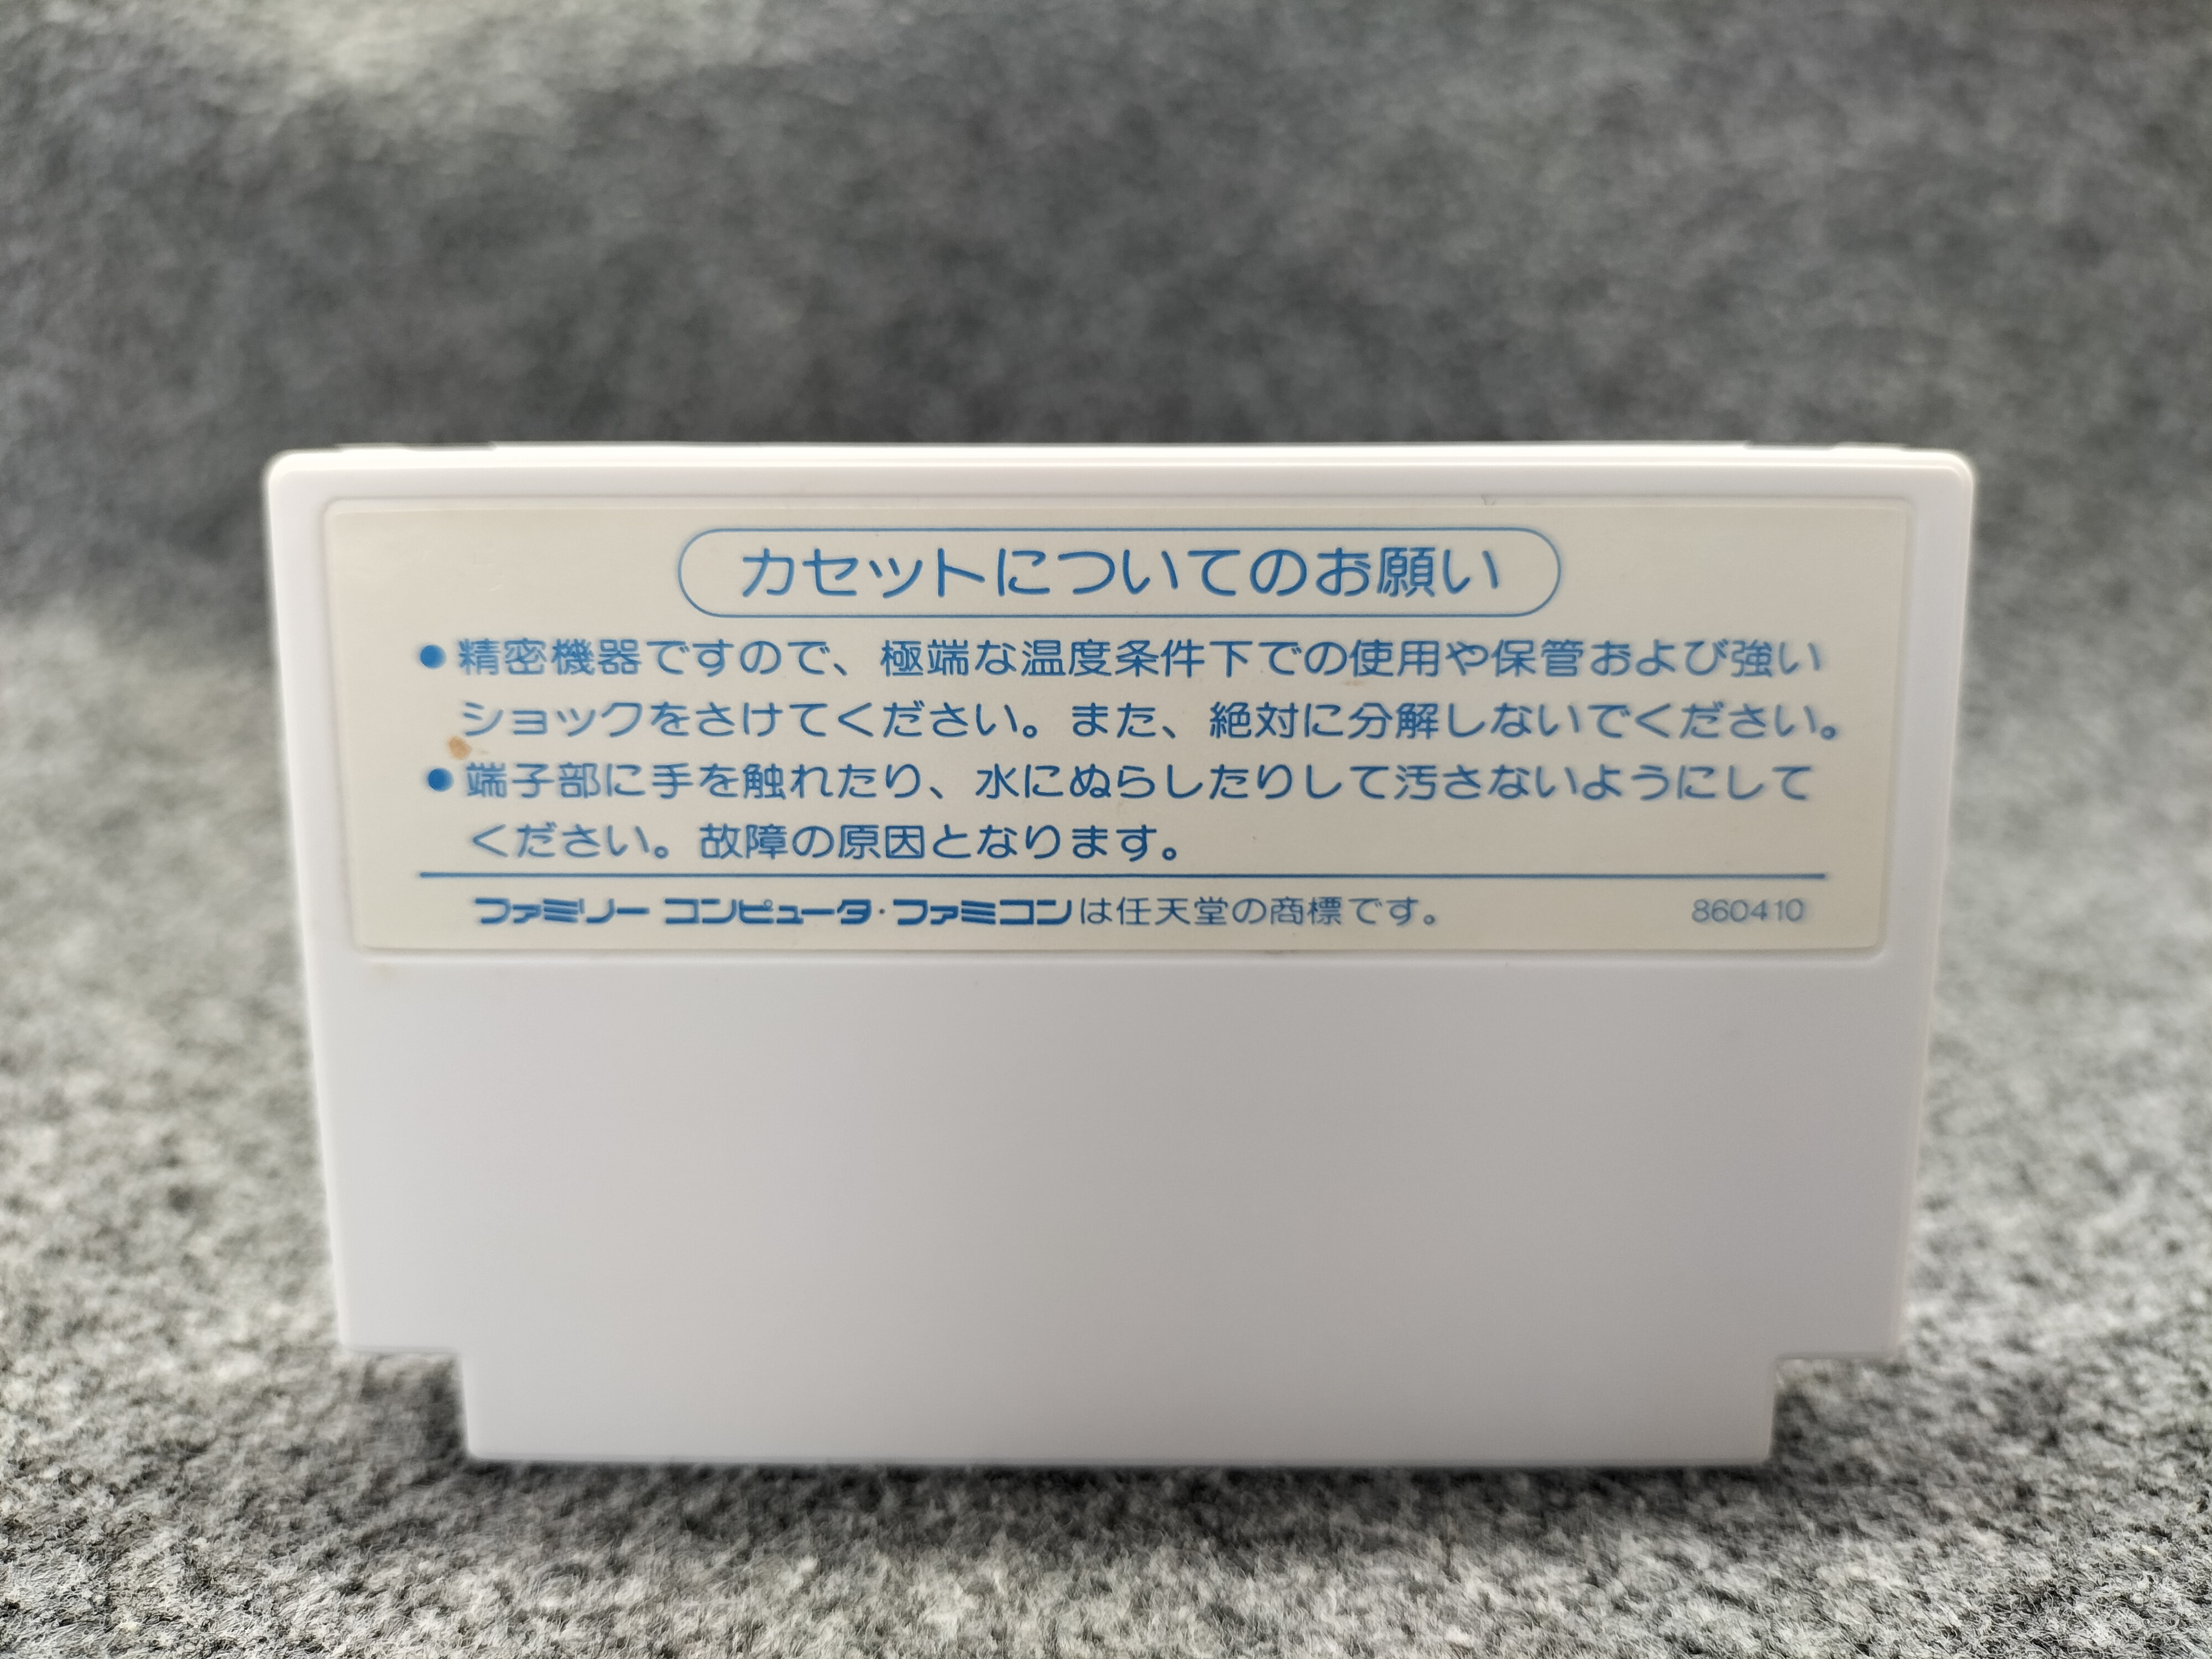 カセットについてのお願い
●精密機器ですので、極端な温度条件下での使用や保管および強い
ショックをさけてください。また、絶対に分解しないでください。
●端子部に手を触れたり、水にぬらしたりして汚さないようにして
ください。故障の原因となります。
ファミリー コンピュータ・ファミコンは任天堂の商標です。 860410